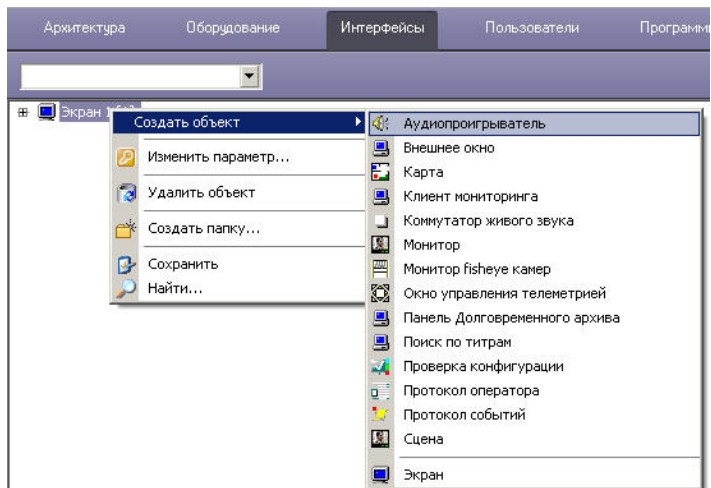 Архитектура Оборудование Интерфейсы Пользователи Программи
Экран 1
Создать объект
Изменить параметр...
Удалить объект
Создать папку...
Сохранить
Найти...
Аудиопроигрыватель
Внешнее окно
Карта
Клиент мониторинга
Коммутатор живого звука
Монитор
Монитор fisheye камер
Окно управления телеметрией
Панель Долговременного архива
Поиск по титрам
Проверка конфигурации
Протокол оператора
Протокол событий
Сцена
Экран